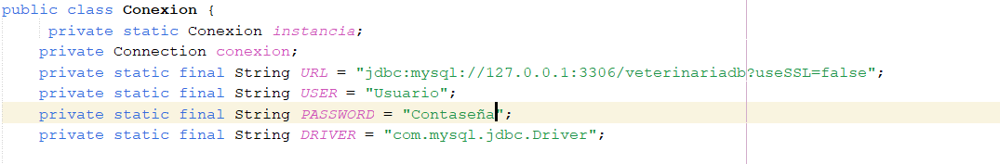 public class Conexion {
private static Conexion instancia;
private Connection conexion;
private static final String URL = "jdbc:mysql://127.0.0.1:3306/veterinariadb?useSSL=false";
private static final String USER = "Usuario";
private static final String PASSWORD = "Contaseña";
private static final String DRIVER = "com.mysql.jdbc.Driver";